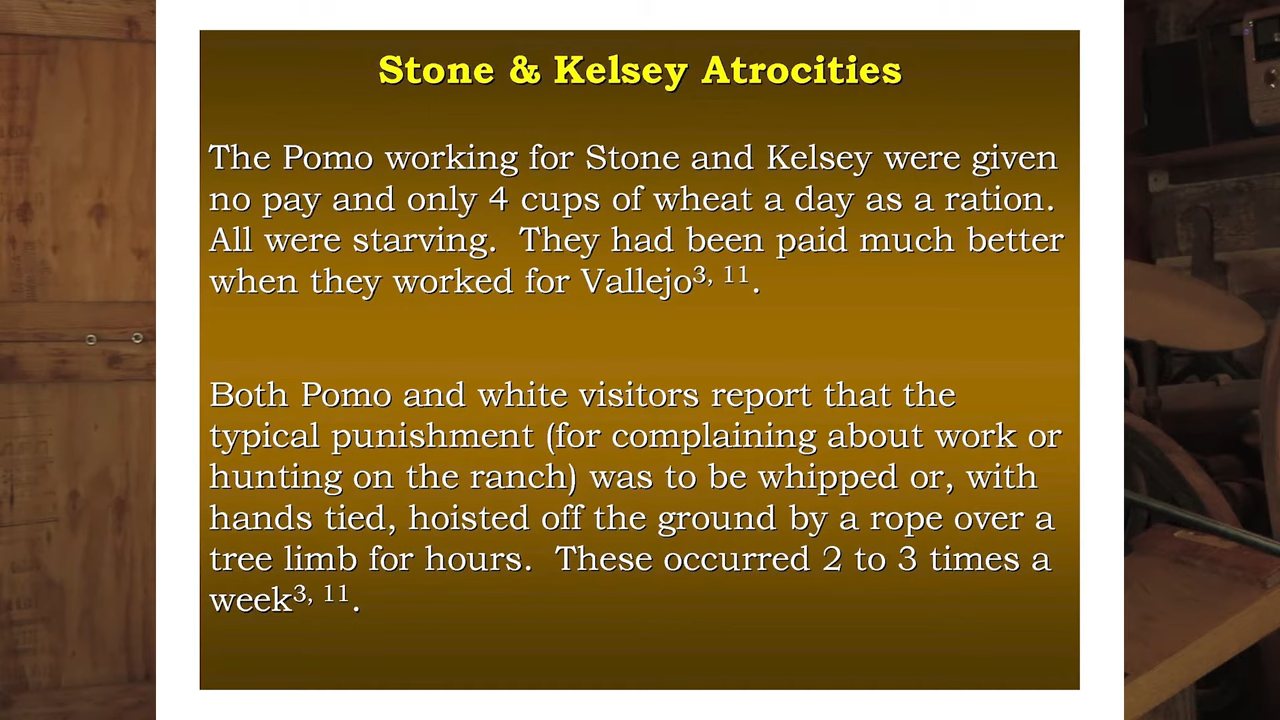 Stone & Kelsey Atrocities
The Pomo working for Stone and Kelsey were given
no pay and only 4 cups of wheat a day as a ration.
All were starving.  They had been paid much better
when they worked for Vallejo3, 11.
Both Pomo and white visitors report that the
typical punishment (for complaining about work or
hunting on the ranch) was to be whipped or, with
hands tied, hoisted off the ground by a rope over a
tree limb for hours.  These occurred 2 to 3 times a
week3, 11.